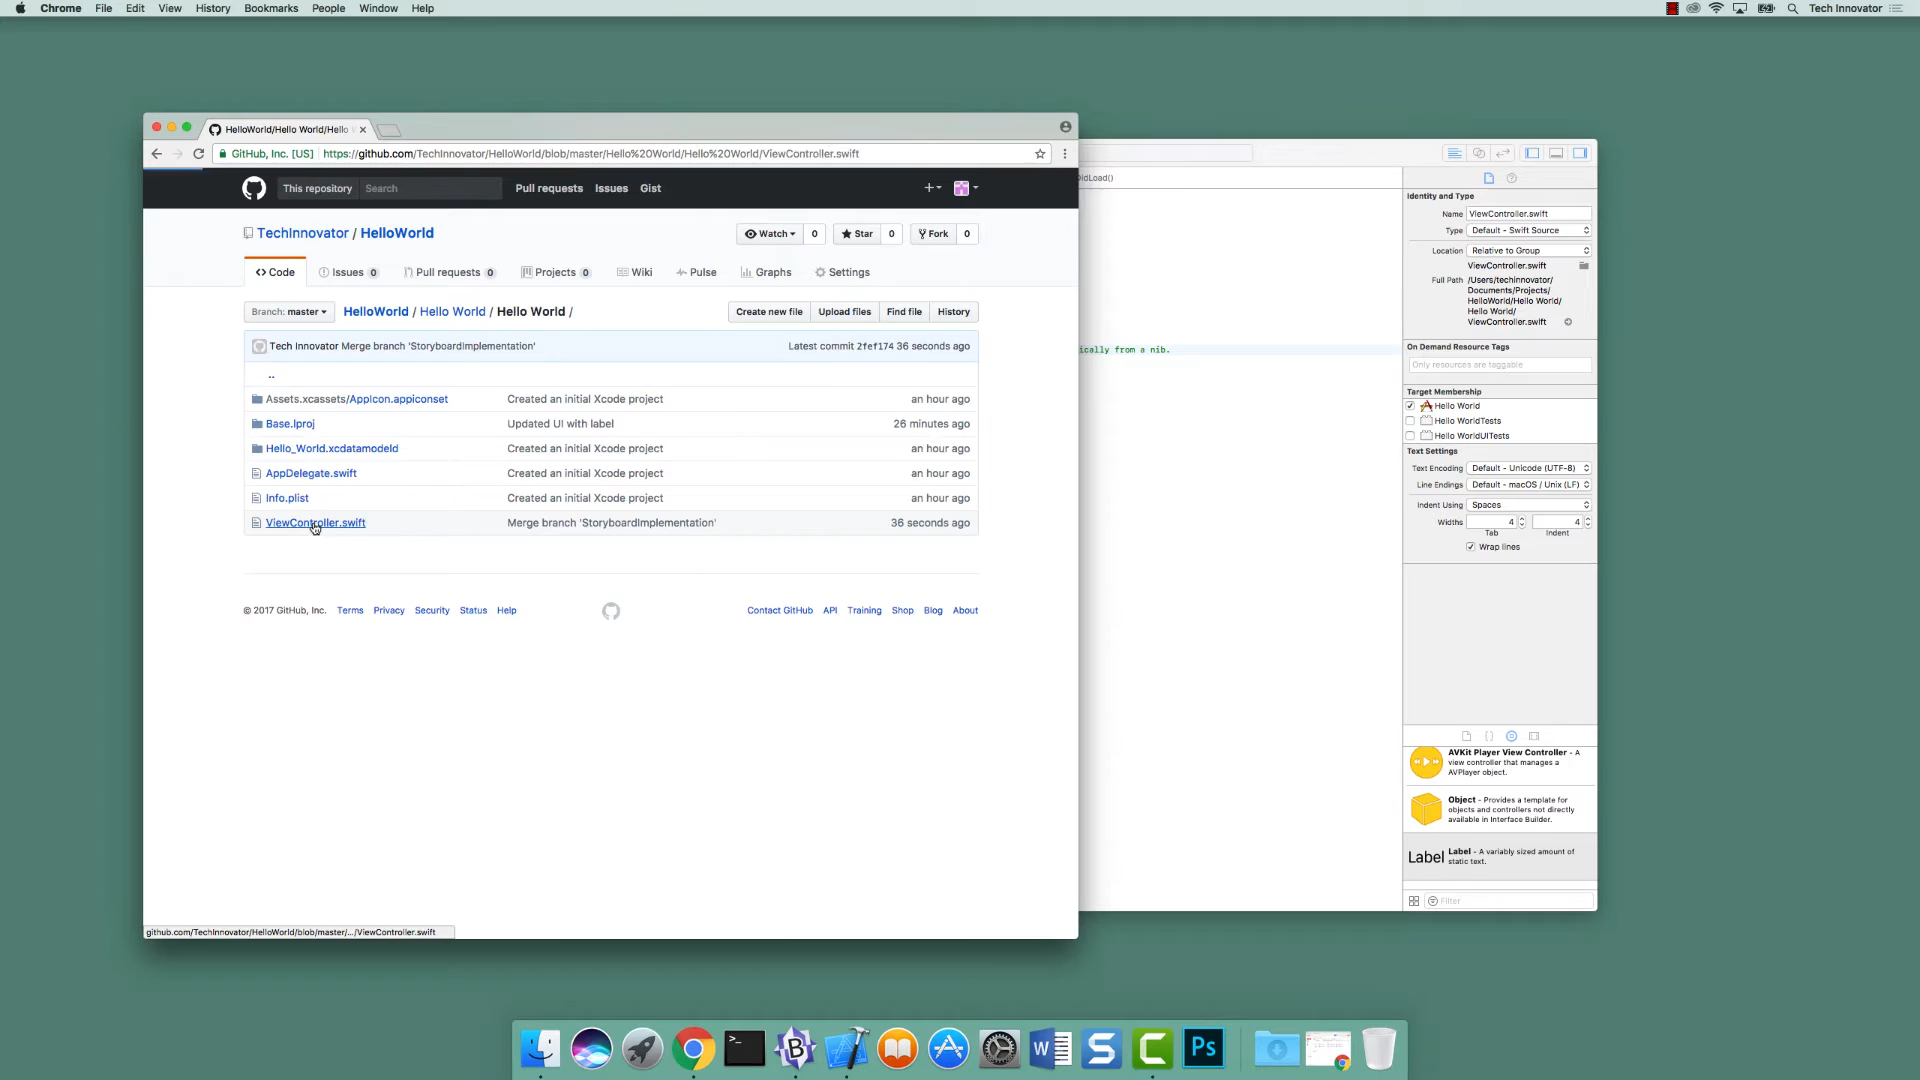 Chrome File Edit View History Bookmarks People Window Help Tech Innovator
HelloWorld/Hello World/Hello
GitHub, Inc. [US] https://github.com/TechInnovator/HelloWorld/blob/master/Hello%20World/Hello%20World/ViewController.swift
This repository Search Pull requests Issues Gist
TechInnovator / HelloWorld Watch 0 Star 0 Fork 0
Code Issues 0 Pull requests 0 Projects 0 Wiki Pulse Graphs Settings
Branch: master HelloWorld / Hello World / Hello World / Create new file Upload files Find file History
Tech Innovator Merge branch 'StoryboardImplementation' Latest commit 2fef174 36 seconds ago
..
Assets.xcassets/AppIcon.appiconset Created an initial Xcode project an hour ago
Base.lproj Updated UI with label 26 minutes ago
Hello_World.xcdatamodeld Created an initial Xcode project an hour ago
AppDelegate.swift Created an initial Xcode project an hour ago
Info.plist Created an initial Xcode project an hour ago
ViewController.swift Merge branch 'StoryboardImplementation' 36 seconds ago
© 2017 GitHub, Inc. Terms Privacy Security Status Help Contact GitHub API Training Shop Blog About
github.com/TechInnovator/HelloWorld/blob/master/.../ViewController.swift
idLoad()
ically from a nib.
Identity and Type
Name ViewController.swift
Type Default - Swift Source
Location Relative to Group
ViewController.swift
Full Path /Users/techinnovator/
Documents/Projects/
HelloWorld/Hello World/
Hello World/
ViewController.swift
On Demand Resource Tags
Only resources are taggable
Target Membership
Hello World
Hello WorldTests
Hello WorldUITests
Text Settings
Text Encoding Default - Unicode (UTF-8)
Line Endings Default - macOS / Unix (LF)
Indent Using Spaces
Widths 4 4
Tab Indent
Wrap lines
AVKit Player View Controller - A
view controller that manages a
AVPlayer object.
Object - Provides a template for
objects and controllers not directly
available in Interface Builder.
Label Label - A variably sized amount of
static text.
Filter
>_ B W S C Ps